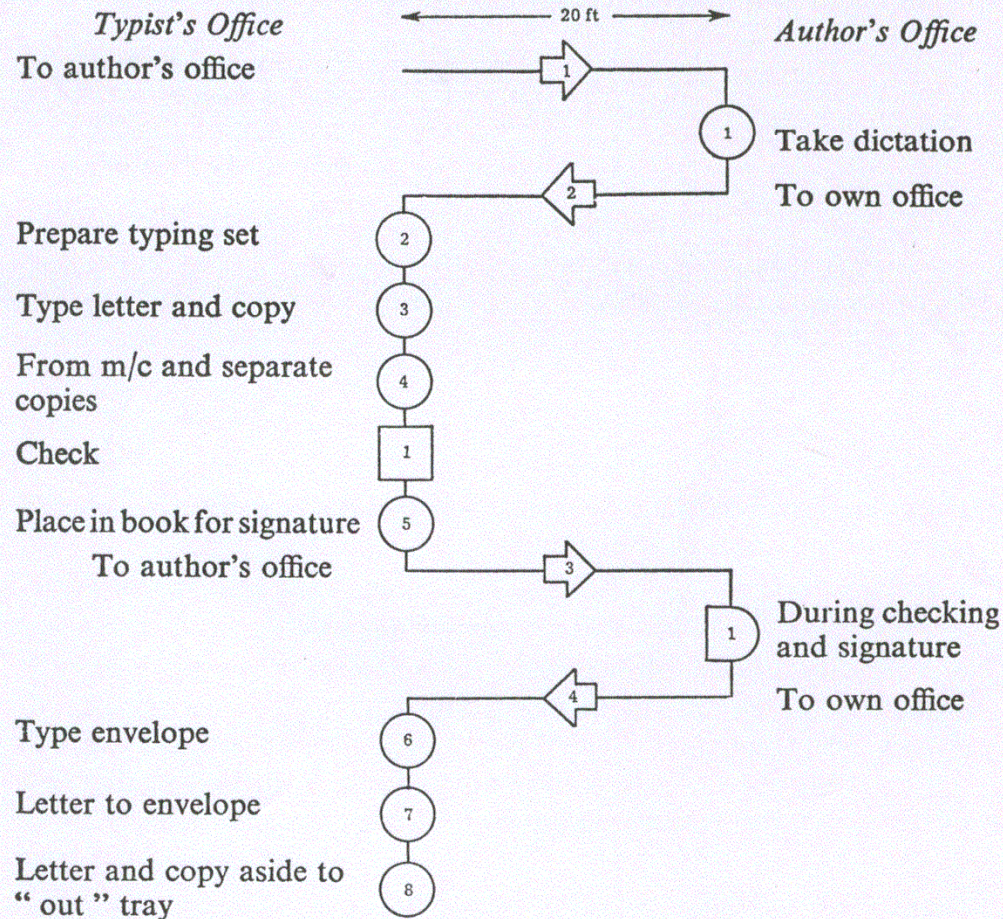 Typist's Office
20 ft
Author's Office
To author's office
1
1
Take dictation
2
To own office
Prepare typing set
2
Type letter and copy
3
From m/c and separate
copies
4
Check
1
Place in book for signature
5
To author's office
3
During checking
and signature
1
4
To own office
Type envelope
6
Letter to envelope
7
Letter and copy aside to
“ out ” tray
8